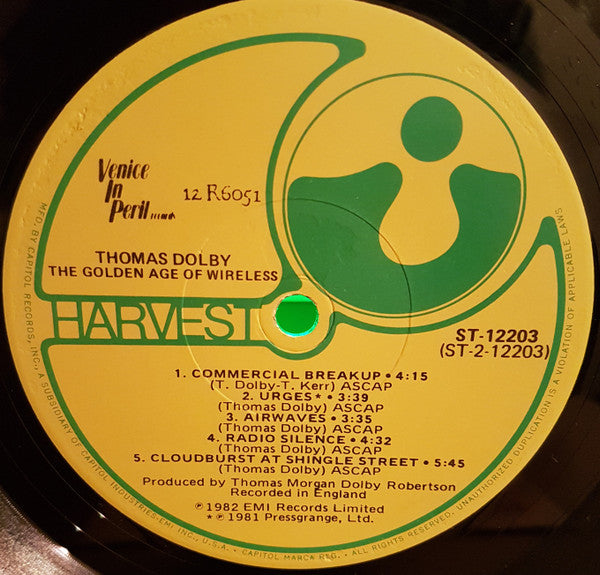 Venice
In
Peril records
12 R6051
THOMAS DOLBY
THE GOLDEN AGE OF WIRELESS
HARVEST
ST-12203
(ST-2-12203)
1. COMMERCIAL BREAKUP • 4:15
(T. Dolby-T. Kerr) ASCAP
2. URGES* • 3:39
(Thomas Dolby) ASCAP
3. AIRWAVES • 3:35
(Thomas Dolby) ASCAP
4. RADIO SILENCE • 4:32
(Thomas Dolby) ASCAP
5. CLOUDBURST AT SHINGLE STREET • 5:45
(Thomas Dolby) ASCAP
Produced by Thomas Morgan Dolby Robertson
Recorded in England
℗1982 EMI Records Limited
*℗1981 Pressgrange, Ltd.
MFD. BY CAPITOL RECORDS, INC., A SUBSIDIARY OF CAPITOL INDUSTRIES-EMI, INC., U.S.A. • CAPITOL MARCA REG. • ALL RIGHTS RESERVED. UNAUTHORIZED DUPLICATION IS A VIOLATION OF APPLICABLE LAWS